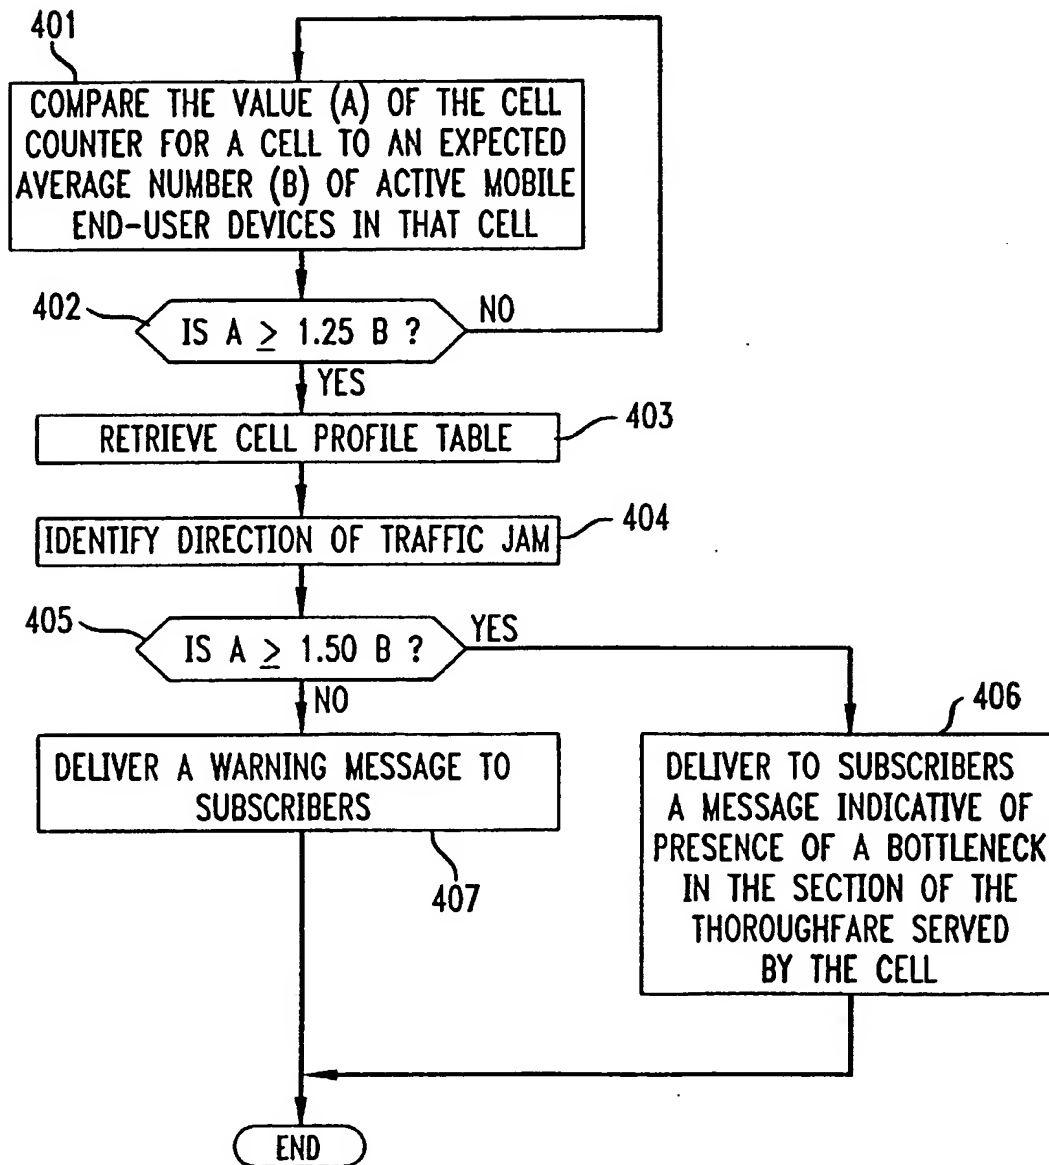 401
COMPARE THE VALUE (A) OF THE CELL
COUNTER FOR A CELL TO AN EXPECTED
AVERAGE NUMBER (B) OF ACTIVE MOBILE
END-USER DEVICES IN THAT CELL
402
IS A ≥ 1.25 B ?
NO
YES
RETRIEVE CELL PROFILE TABLE
403
IDENTIFY DIRECTION OF TRAFFIC JAM
404
405
IS A ≥ 1.50 B ?
YES
NO
406
DELIVER A WARNING MESSAGE TO
SUBSCRIBERS
407
DELIVER TO SUBSCRIBERS
A MESSAGE INDICATIVE OF
PRESENCE OF A BOTTLENECK
IN THE SECTION OF THE
THOROUGHFARE SERVED
BY THE CELL
END